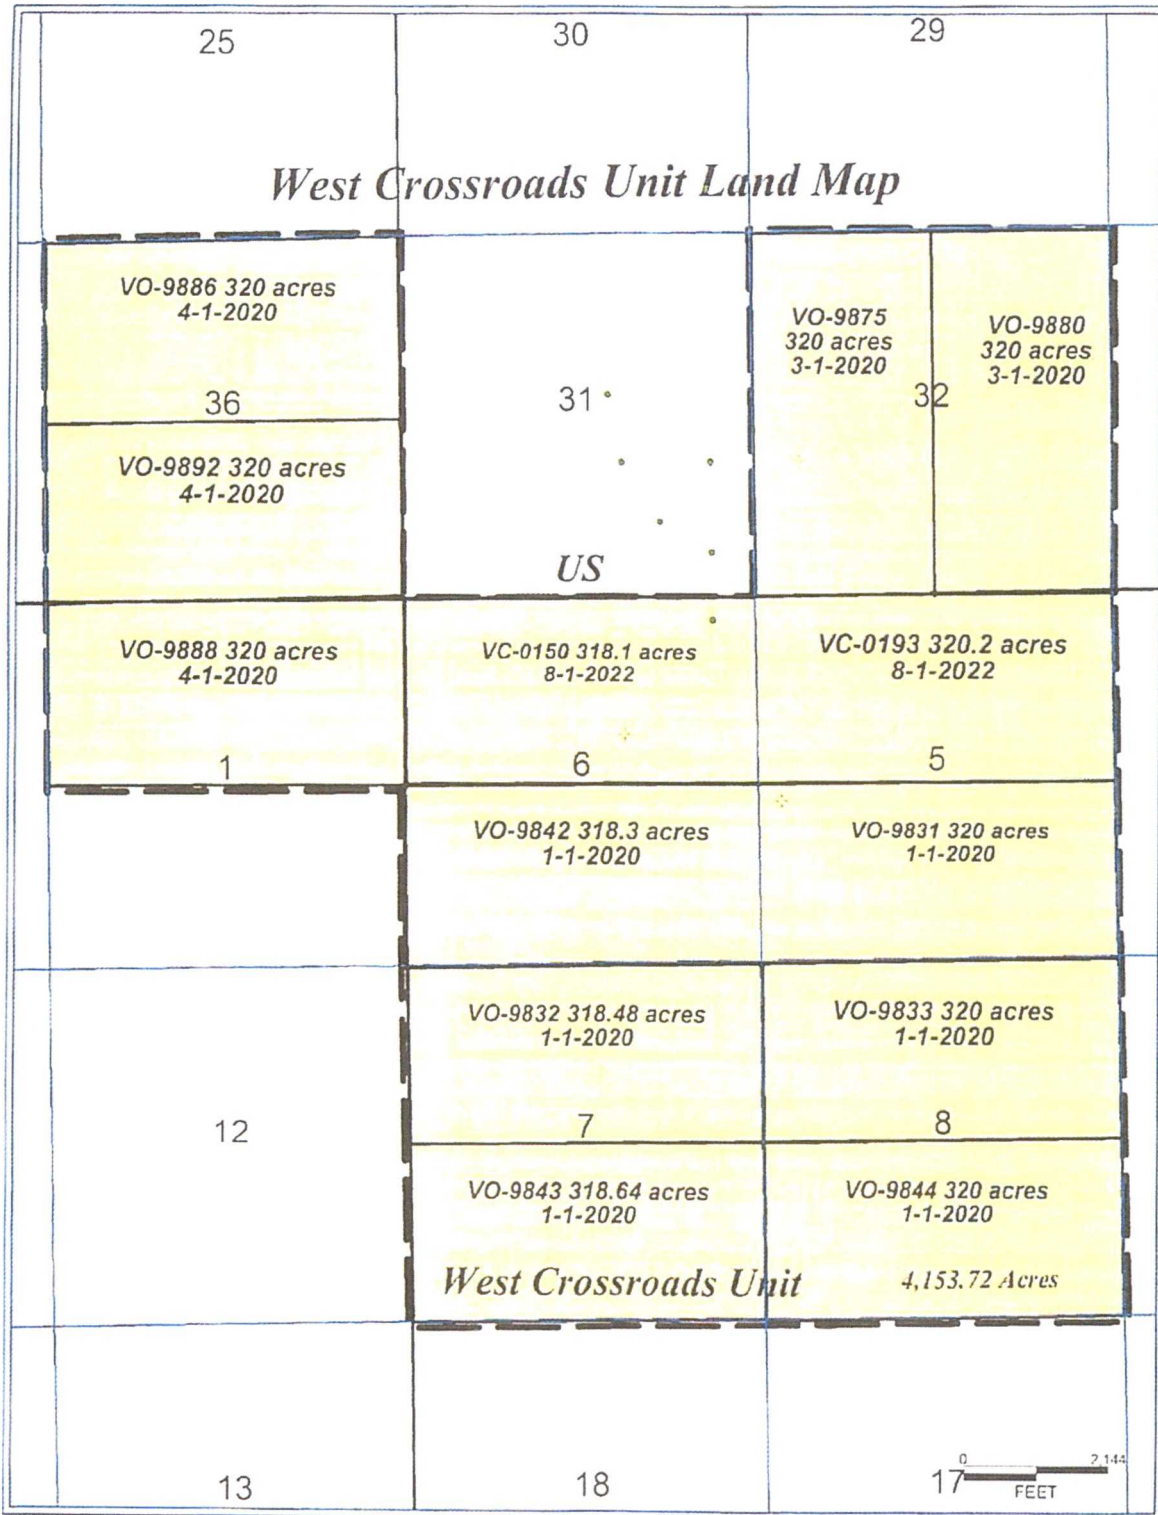 25
30
29
West Crossroads Unit Land Map
VO-9886 320 acres
4-1-2020
36
VO-9892 320 acres
4-1-2020
31
US
VO-9875
320 acres
3-1-2020
VO-9880
320 acres
3-1-2020
32
VO-9888 320 acres
4-1-2020
1
VC-0150 318.1 acres
8-1-2022
6
VC-0193 320.2 acres
8-1-2022
5
VO-9842 318.3 acres
1-1-2020
VO-9831 320 acres
1-1-2020
VO-9832 318.48 acres
1-1-2020
7
VO-9833 320 acres
1-1-2020
8
12
VO-9843 318.64 acres
1-1-2020
VO-9844 320 acres
1-1-2020
West Crossroads Unit
4,153.72 Acres
13
18
17
0 2,144
FEET